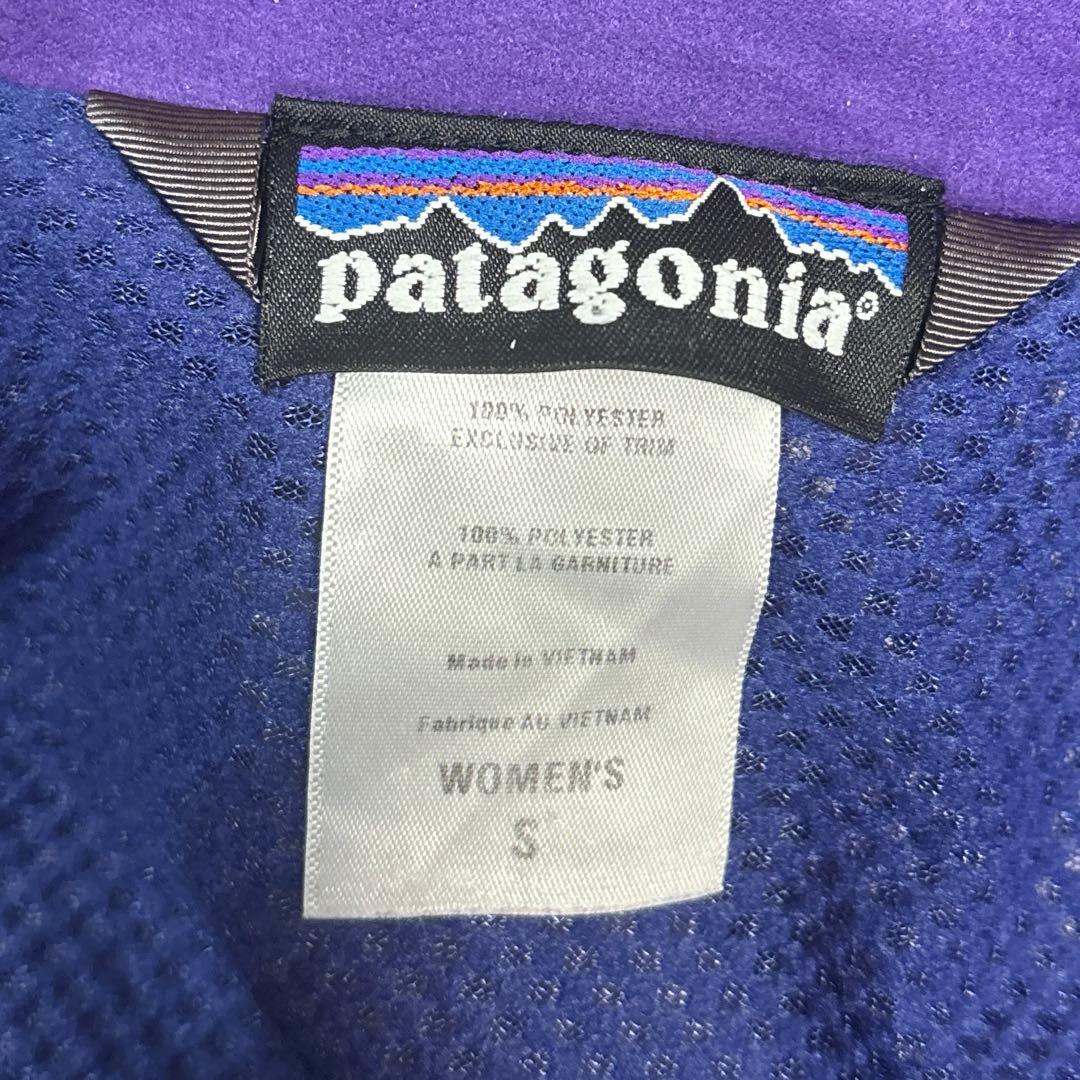 patagonia®
100% POLYESTER
EXCLUSIVE OF TRIM
100% POLYESTER
A PART LA GARNITURE
Made in VIETNAM
Fabrique AU VIETNAM
WOMEN'S
S